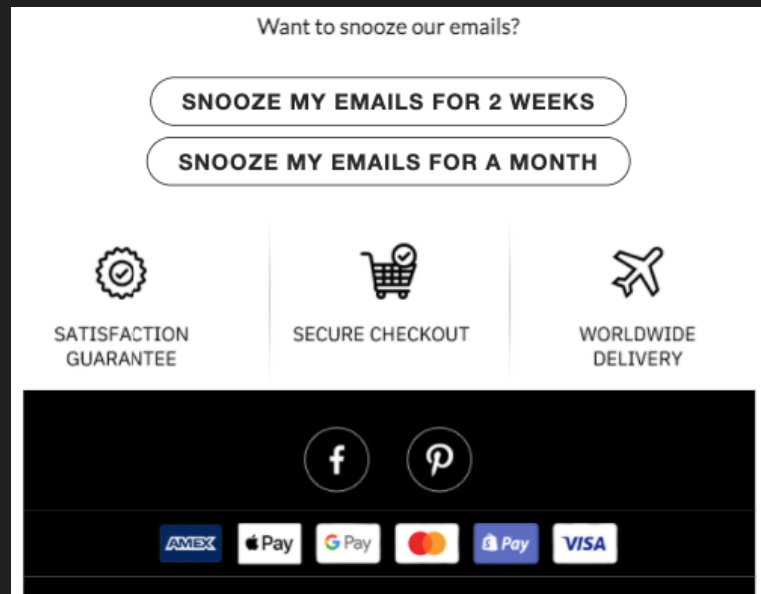 Want to snooze our emails?
SNOOZE MY EMAILS FOR 2 WEEKS
SNOOZE MY EMAILS FOR A MONTH
SATISFACTION
GUARANTEE
SECURE CHECKOUT
WORLDWIDE
DELIVERY
AMEX Pay G Pay Pay VISA